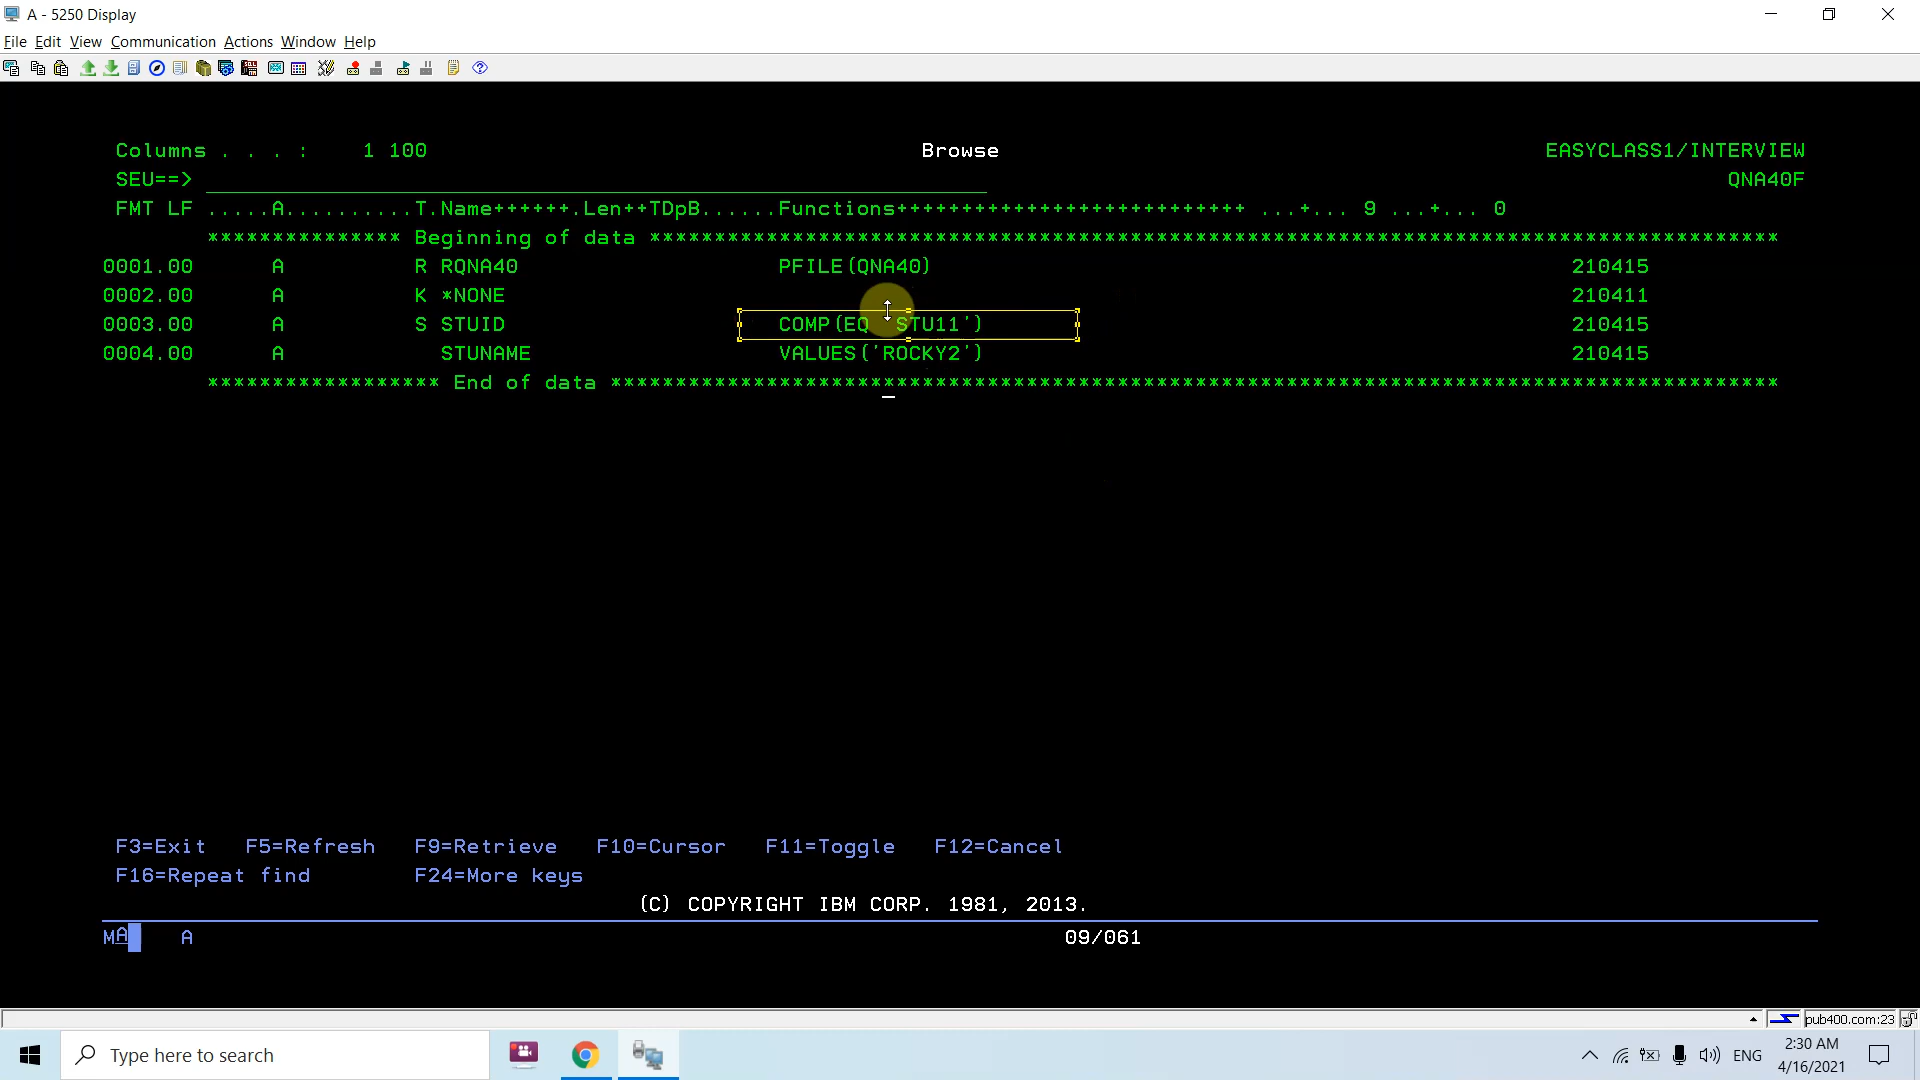 A - 5250 Display
File Edit View Communication Actions Window Help
Columns . . . : 1 100 Browse EASYCLASS1/INTERVIEW
SEU==> QNA40F
FMT LF .....A..........T.Name++++++.Len++TDpB......Functions+++++++++++++++++++++++++++ ...+... 9 ...+... 0
*************** Beginning of data ***************************************************************************************
0001.00 A R RQNA40 PFILE(QNA40) 210415
0002.00 A K *NONE 210411
0003.00 A S STUID COMP(EQ 'STU11') 210415
0004.00 A STUNAME VALUES('ROCKY2') 210415
****************** End of data ******************************************************************************************
F3=Exit F5=Refresh F9=Retrieve F10=Cursor F11=Toggle F12=Cancel
F16=Repeat find F24=More keys
(C) COPYRIGHT IBM CORP. 1981, 2013.
MA A 09/061
pub400.com:23
Type here to search
ENG
2:30 AM
4/16/2021